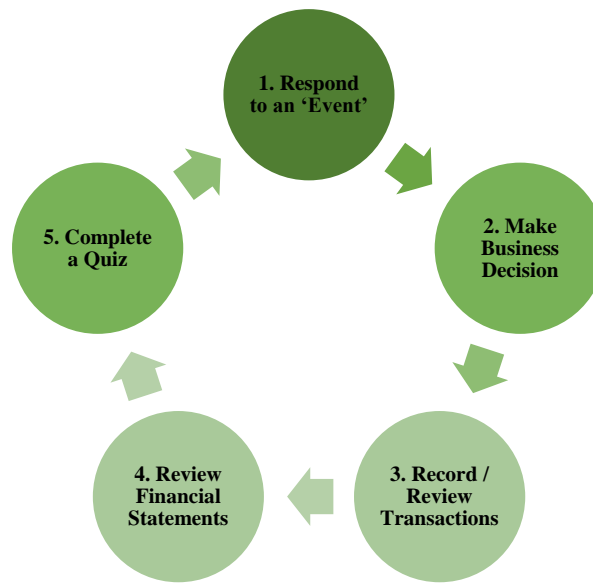 1. Respond
to an ‘Event’
2. Make
Business
Decision
3. Record /
Review
Transactions
4. Review
Financial
Statements
5. Complete
a Quiz